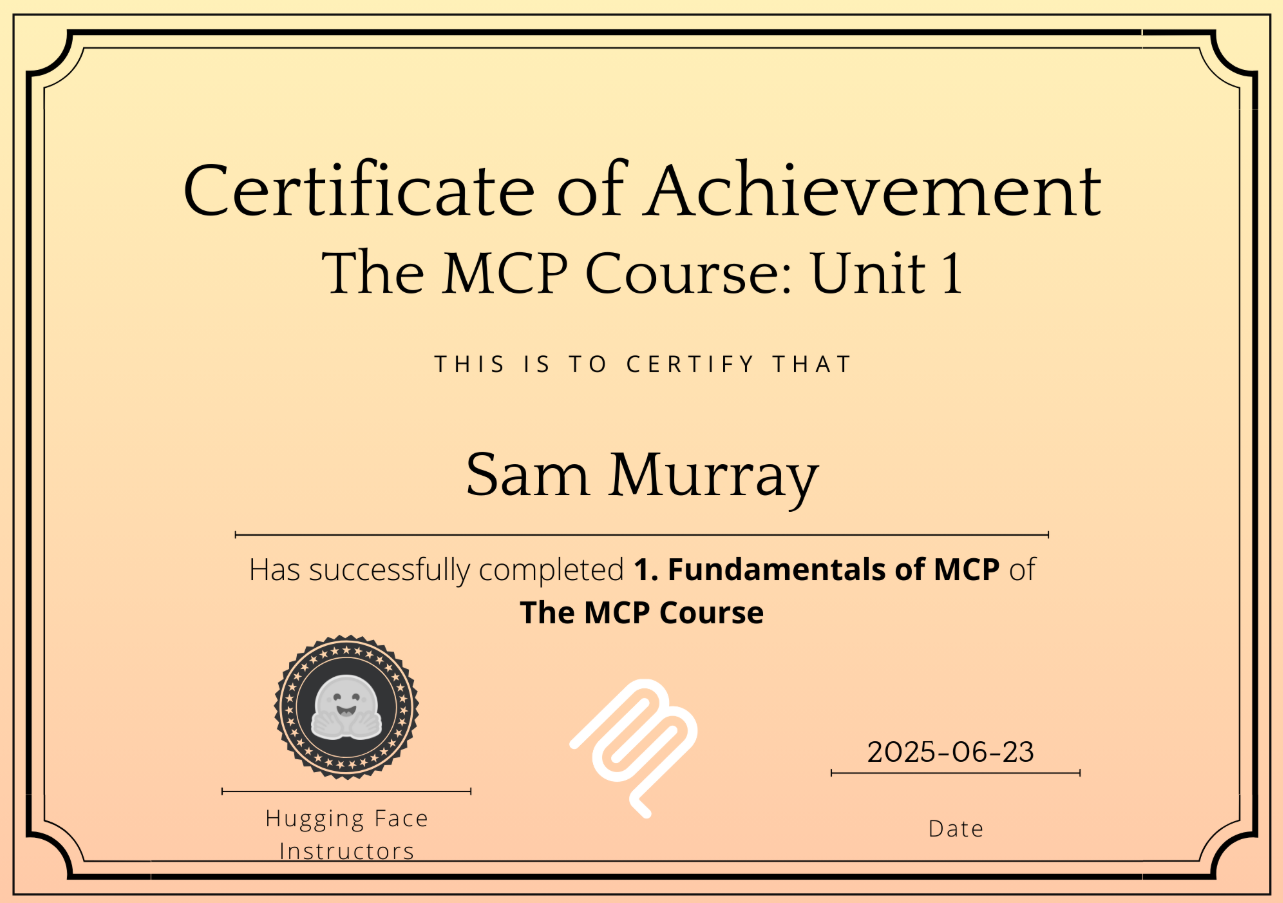 Certificate of Achievement
The MCP Course: Unit 1
THIS IS TO CERTIFY THAT
Sam Murray
Has successfully completed 1. Fundamentals of MCP of
The MCP Course
2025-06-23
Hugging Face
Instructors
Date